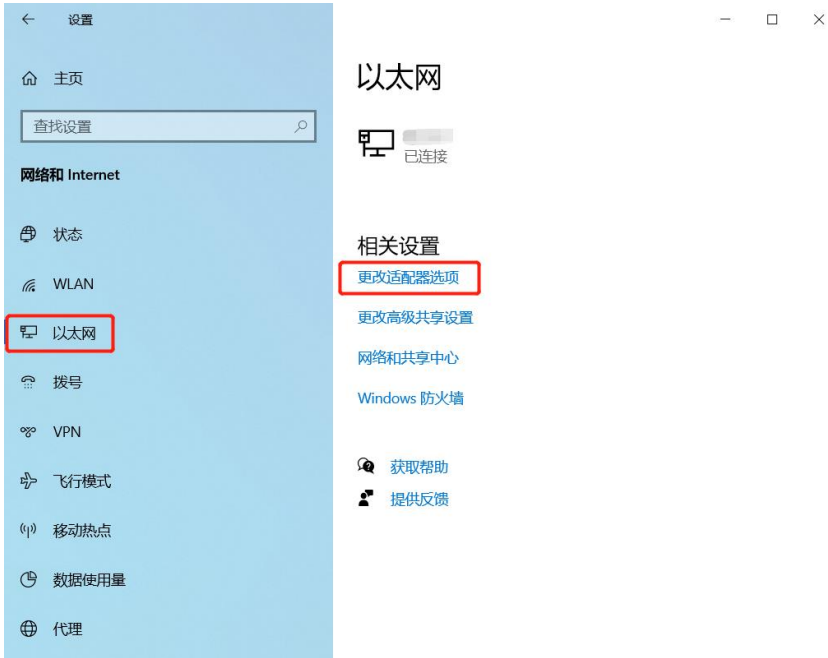 设置
主页
查找设置
网络和 Internet
状态
WLAN
以太网
拨号
VPN
飞行模式
移动热点
数据使用量
代理
以太网
已连接
相关设置
更改适配器选项
更改高级共享设置
网络和共享中心
Windows 防火墙
获取帮助
提供反馈